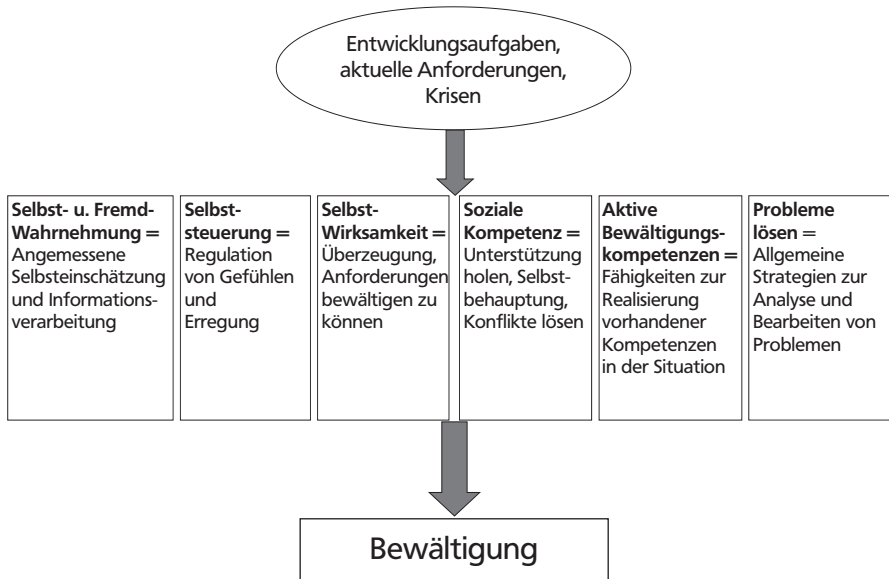 Entwicklungsaufgaben,
aktuelle Anforderungen,
Krisen
Selbst- u. Fremd-
Wahrnehmung =
Angemessene
Selbsteinschätzung
und Informations-
verarbeitung
Selbst-
steuerung =
Regulation
von Gefühlen
und
Erregung
Selbst-
Wirksamkeit =
Überzeugung,
Anforderungen
bewältigen zu
können
Soziale
Kompetenz =
Unterstützung
holen, Selbst-
behauptung,
Konflikte lösen
Aktive
Bewältigungs-
kompetenzen =
Fähigkeiten zur
Realisierung
vorhandener
Kompetenzen
in der Situation
Probleme
lösen =
Allgemeine
Strategien zur
Analyse und
Bearbeiten von
Problemen
Bewältigung